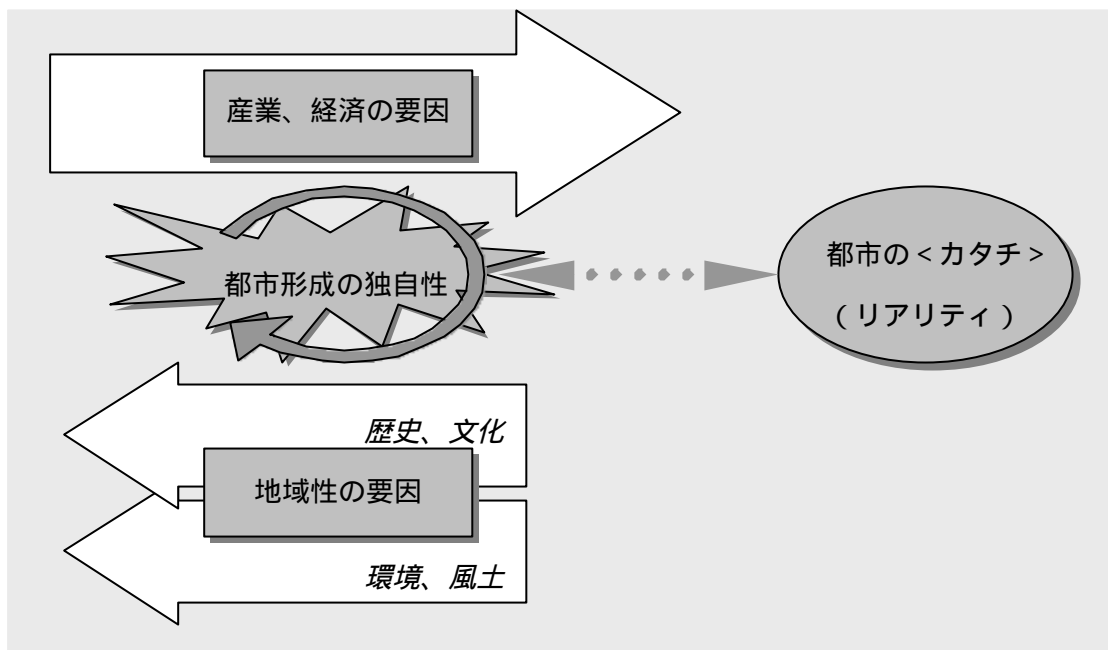 産業、経済の要因
都市形成の独自性
都市の＜カタチ＞
（リアリティ）
歴史、文化
地域性の要因
環境、風土